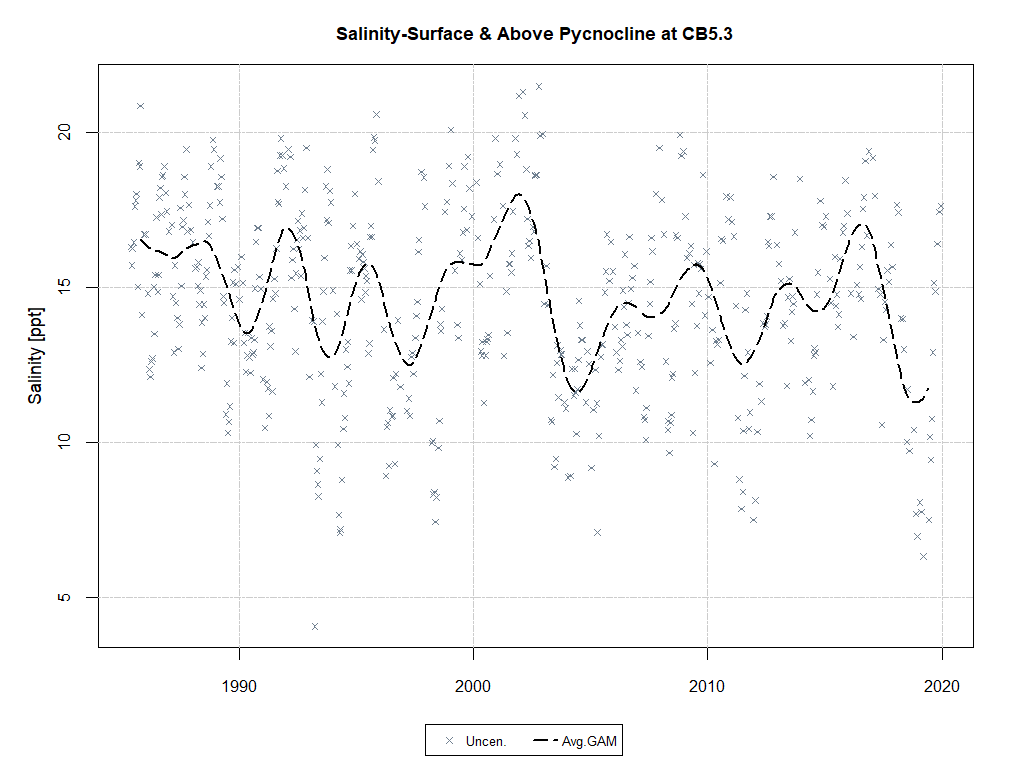 Salinity-Surface & Above Pycnocline at CB5.3
Salinity [ppt]
20
15
10
5
1990 2000 2010 2020
Uncen. Avg.GAM